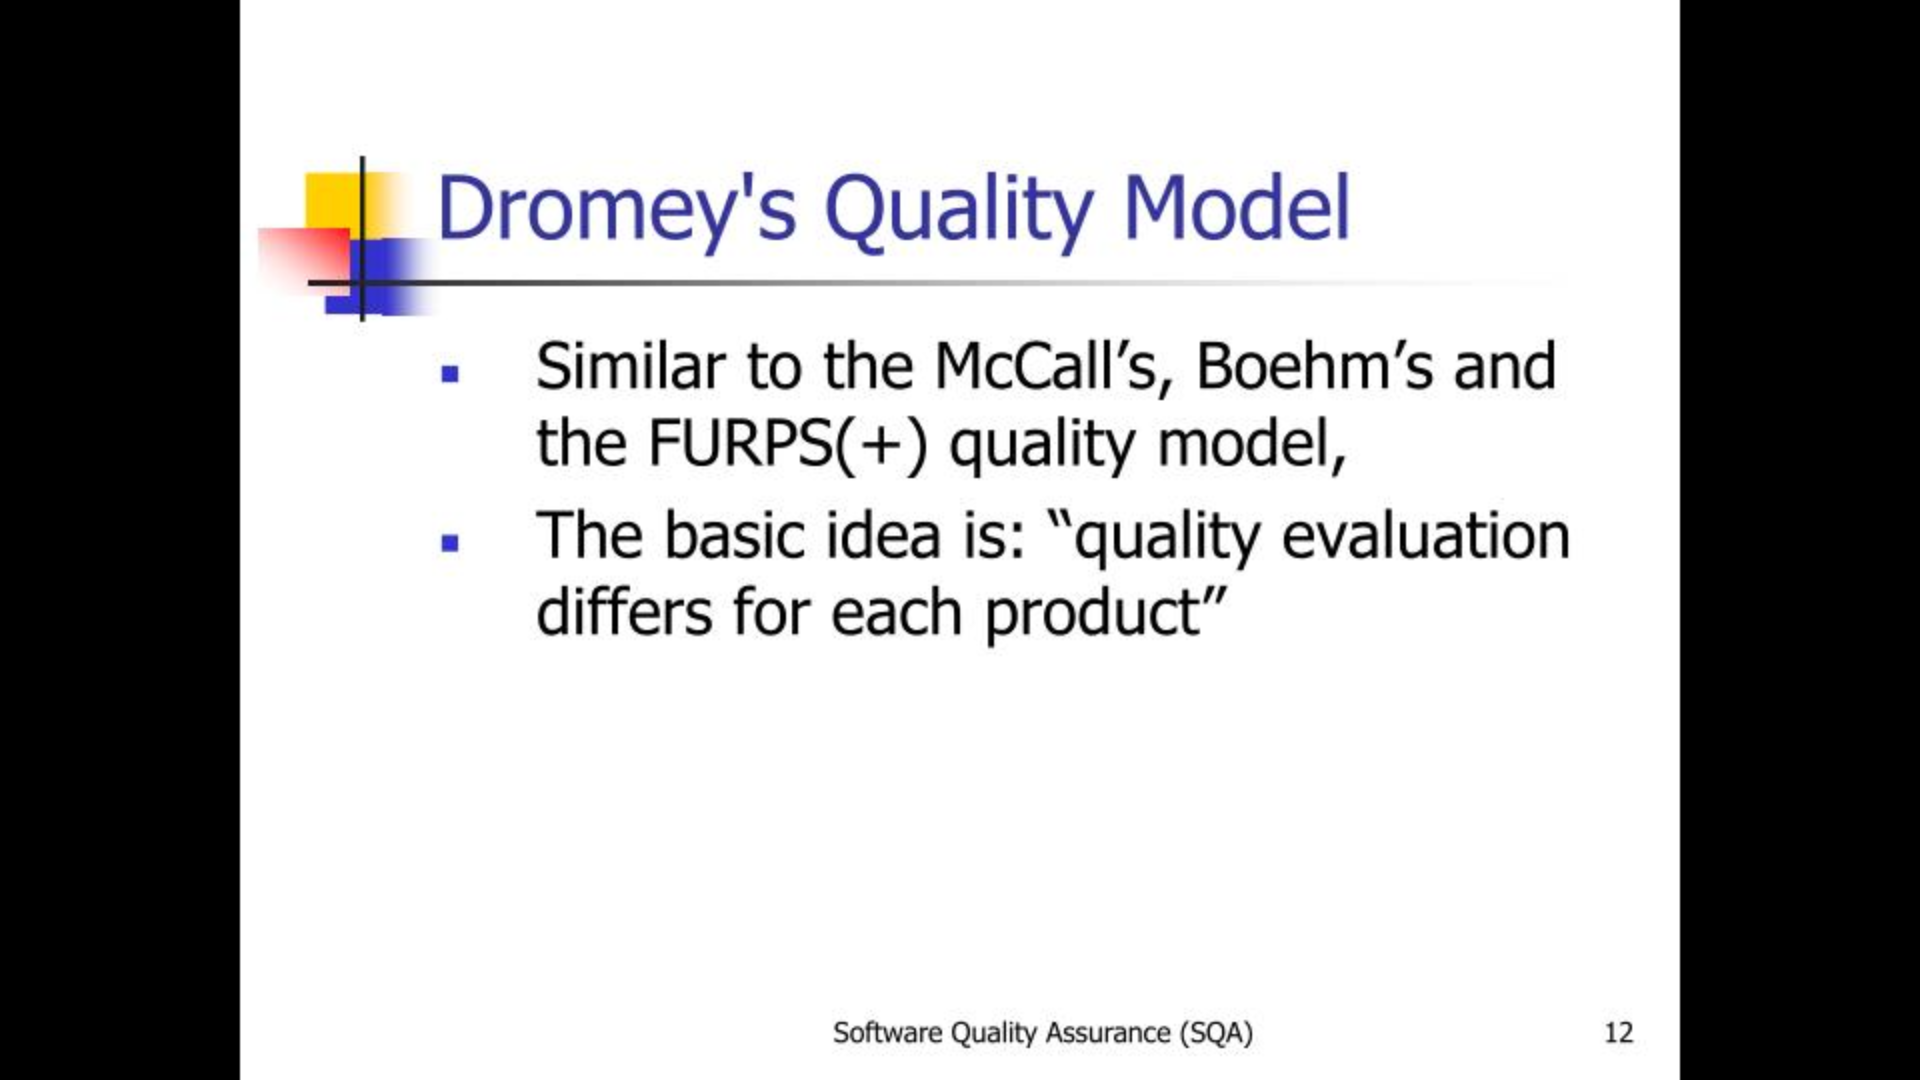 Dromey's Quality Model
▪ Similar to the McCall’s, Boehm’s and
the FURPS(+) quality model,
▪ The basic idea is: “quality evaluation
differs for each product”
Software Quality Assurance (SQA)
12